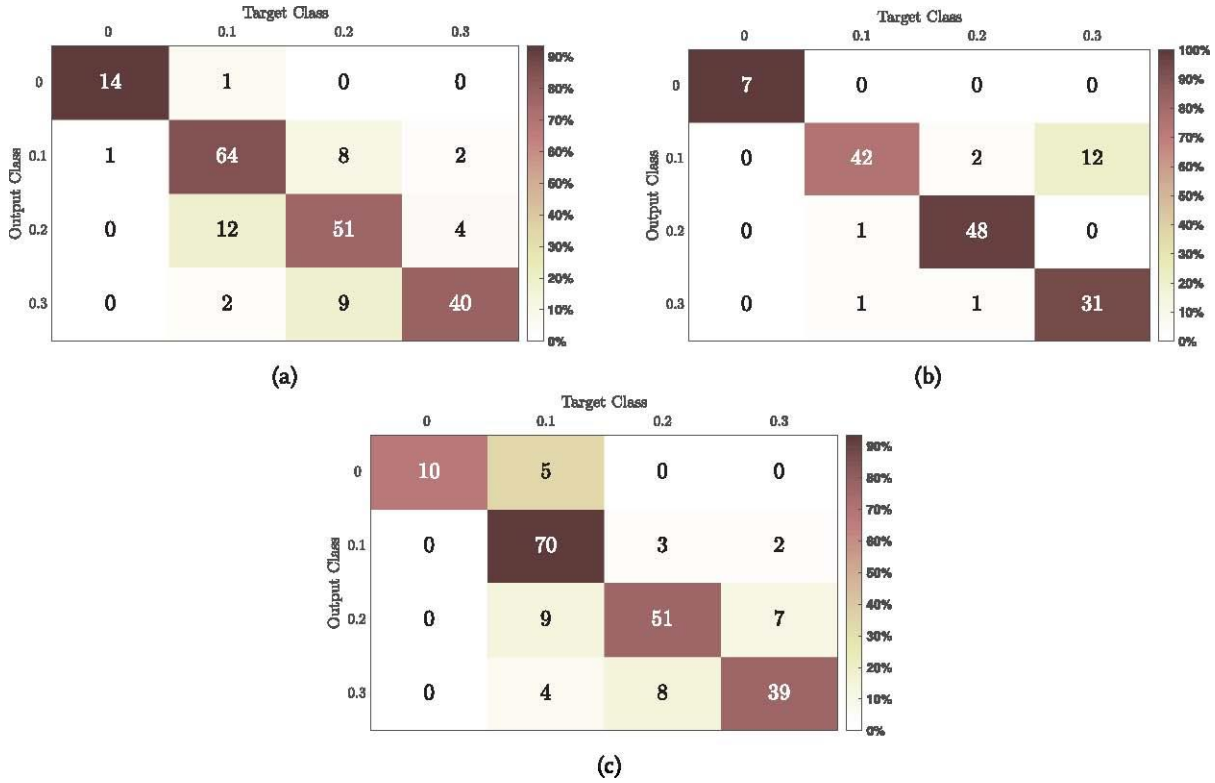 Target Class
0 0.1 0.2 0.3
Output Class
0 14 1 0 0
0.1 1 64 8 2
0.2 0 12 51 4
0.3 0 2 9 40
90%
80%
70%
60%
50%
40%
30%
20%
10%
0%
(a)
Target Class
0 0.1 0.2 0.3
Output Class
0 7 0 0 0
0.1 0 42 2 12
0.2 0 1 48 0
0.3 0 1 1 31
100%
90%
80%
70%
60%
50%
40%
30%
20%
10%
0%
(b)
Target Class
0 0.1 0.2 0.3
Output Class
0 10 5 0 0
0.1 0 70 3 2
0.2 0 9 51 7
0.3 0 4 8 39
90%
80%
70%
60%
50%
40%
30%
20%
10%
0%
(c)